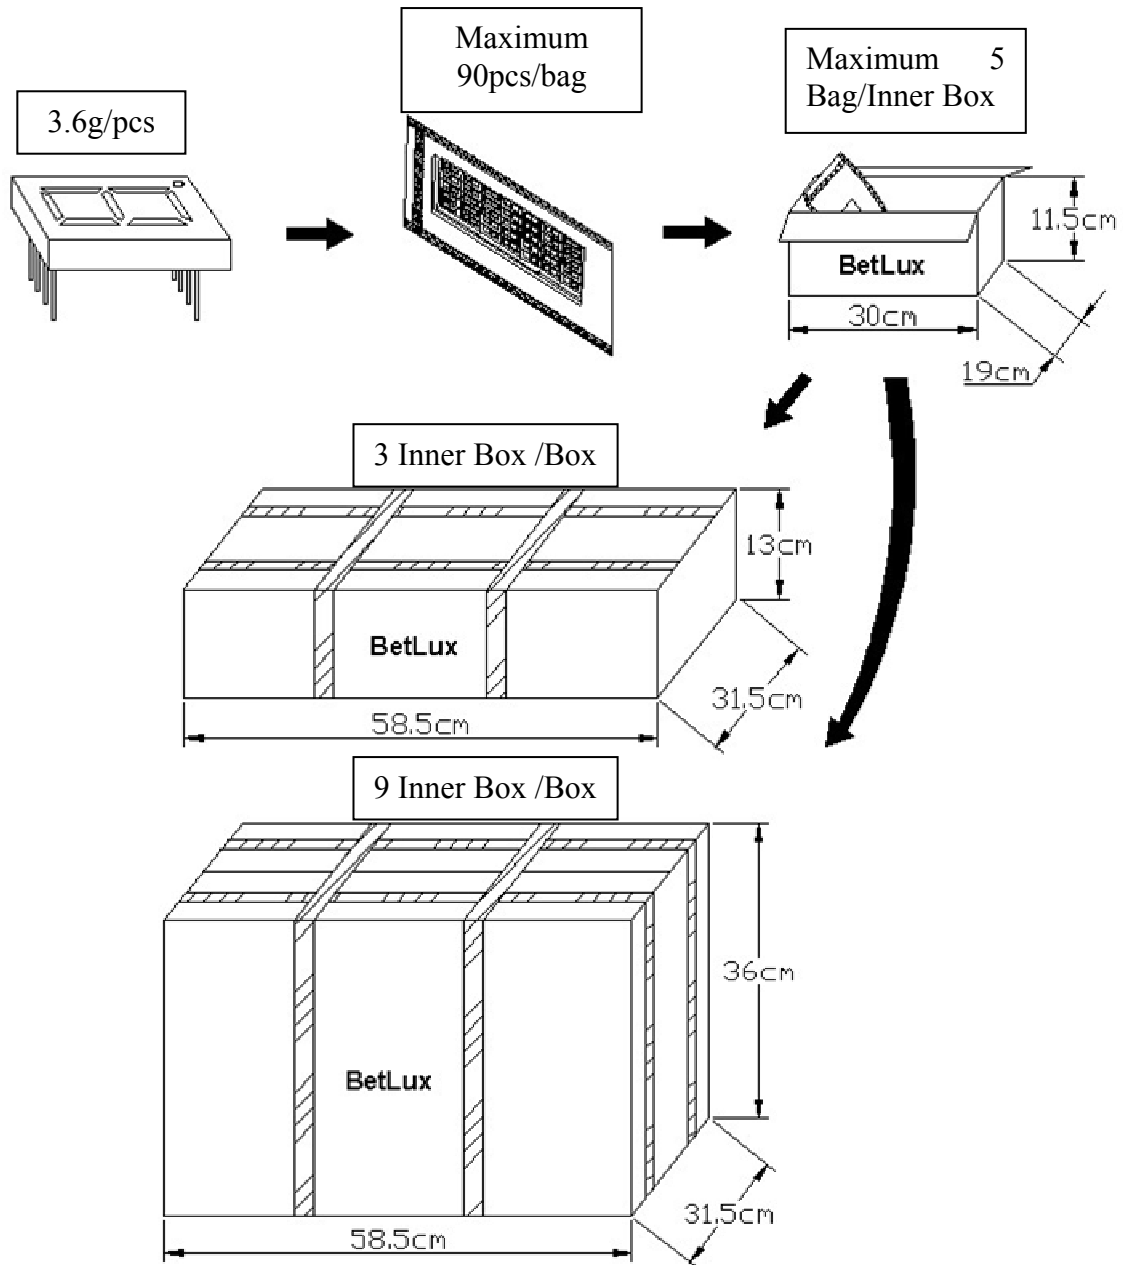 Maximum
90pcs/bag
Maximum 5
Bag/Inner Box
3.6g/pcs
11.5cm
BetLux
30cm
19cm
3 Inner Box /Box
13cm
BetLux
31.5cm
58.5cm
9 Inner Box /Box
36cm
BetLux
31.5cm
58.5cm